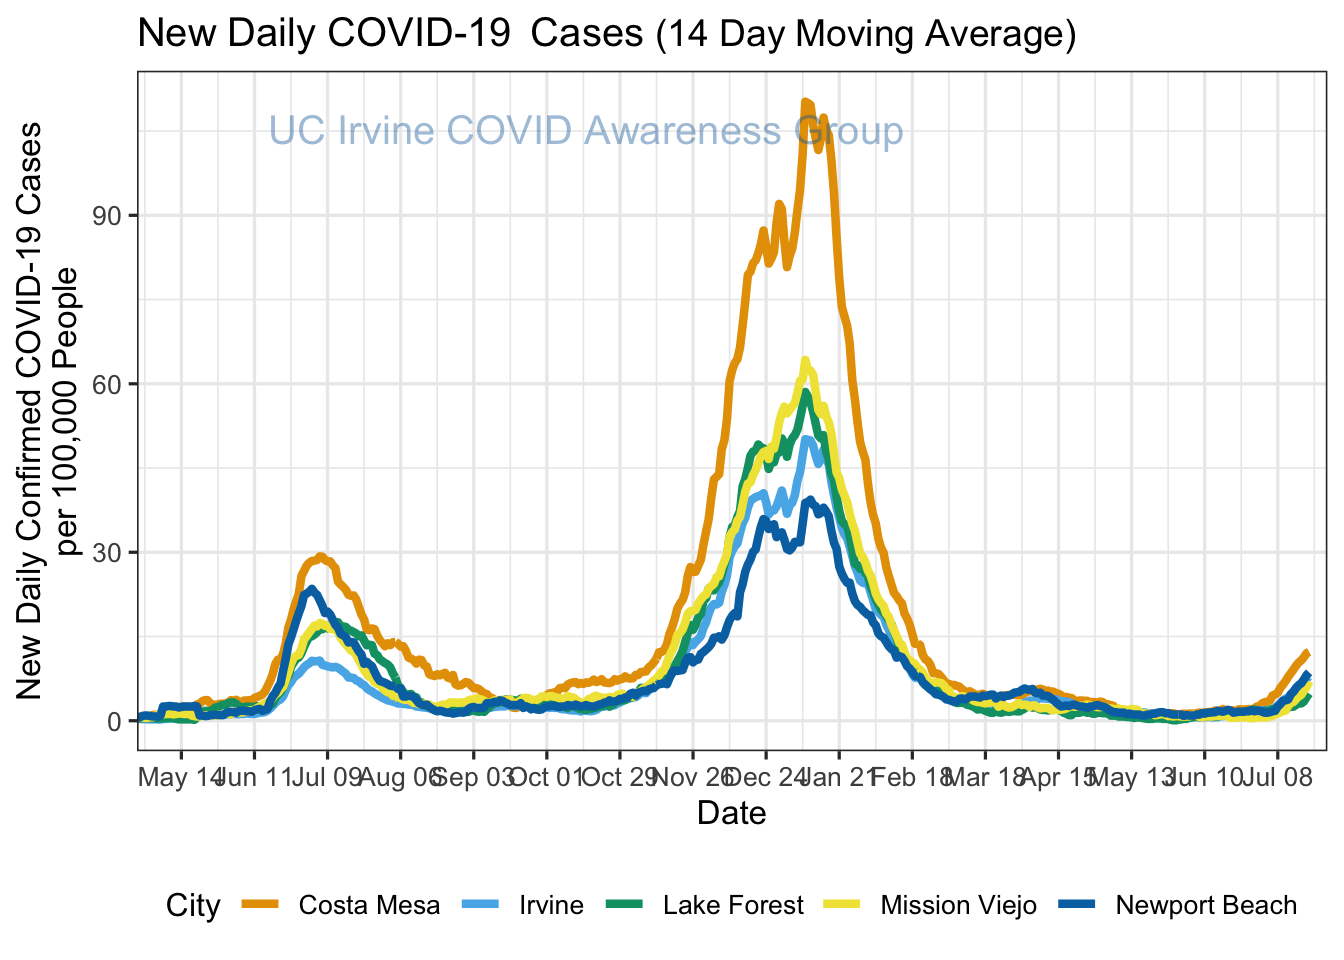 New Daily COVID-19  Cases (14 Day Moving Average)
UC Irvine COVID Awareness Group
New Daily Confirmed COVID-19 Cases
per 100,000 People
90
60
30
0
May 14 Jun 11 Jul 09 Aug 06 Sep 03 Oct 01 Oct 29 Nov 26 Dec 24 Jan 21 Feb 18 Mar 18 Apr 15 May 13 Jun 10 Jul 08
Date
City Costa Mesa Irvine Lake Forest Mission Viejo Newport Beach